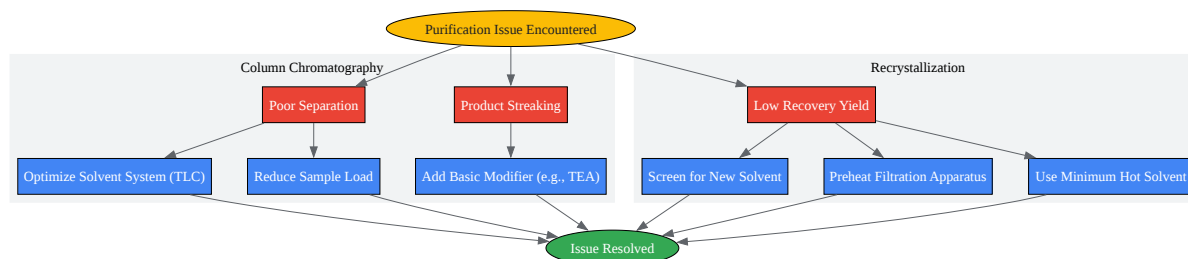 Purification Issue Encountered
Column Chromatography
Recrystallization
Poor Separation
Product Streaking
Low Recovery Yield
Optimize Solvent System (TLC)
Reduce Sample Load
Add Basic Modifier (e.g., TEA)
Screen for New Solvent
Preheat Filtration Apparatus
Use Minimum Hot Solvent
Issue Resolved